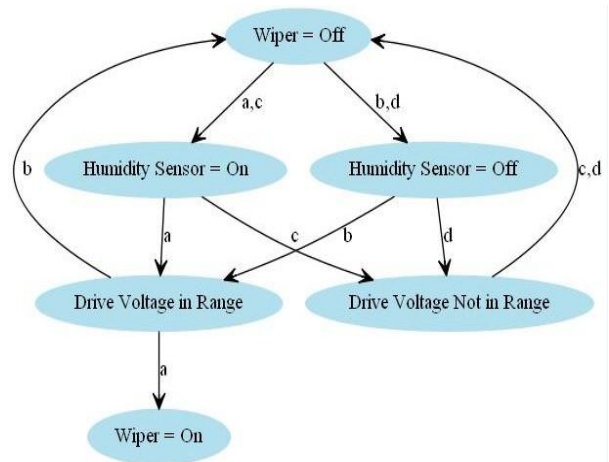 Wiper = Off
a,c
b,d
Humidity Sensor = On
Humidity Sensor = Off
b
c,d
a
c
b
d
Drive Voltage in Range
Drive Voltage Not in Range
a
Wiper = On